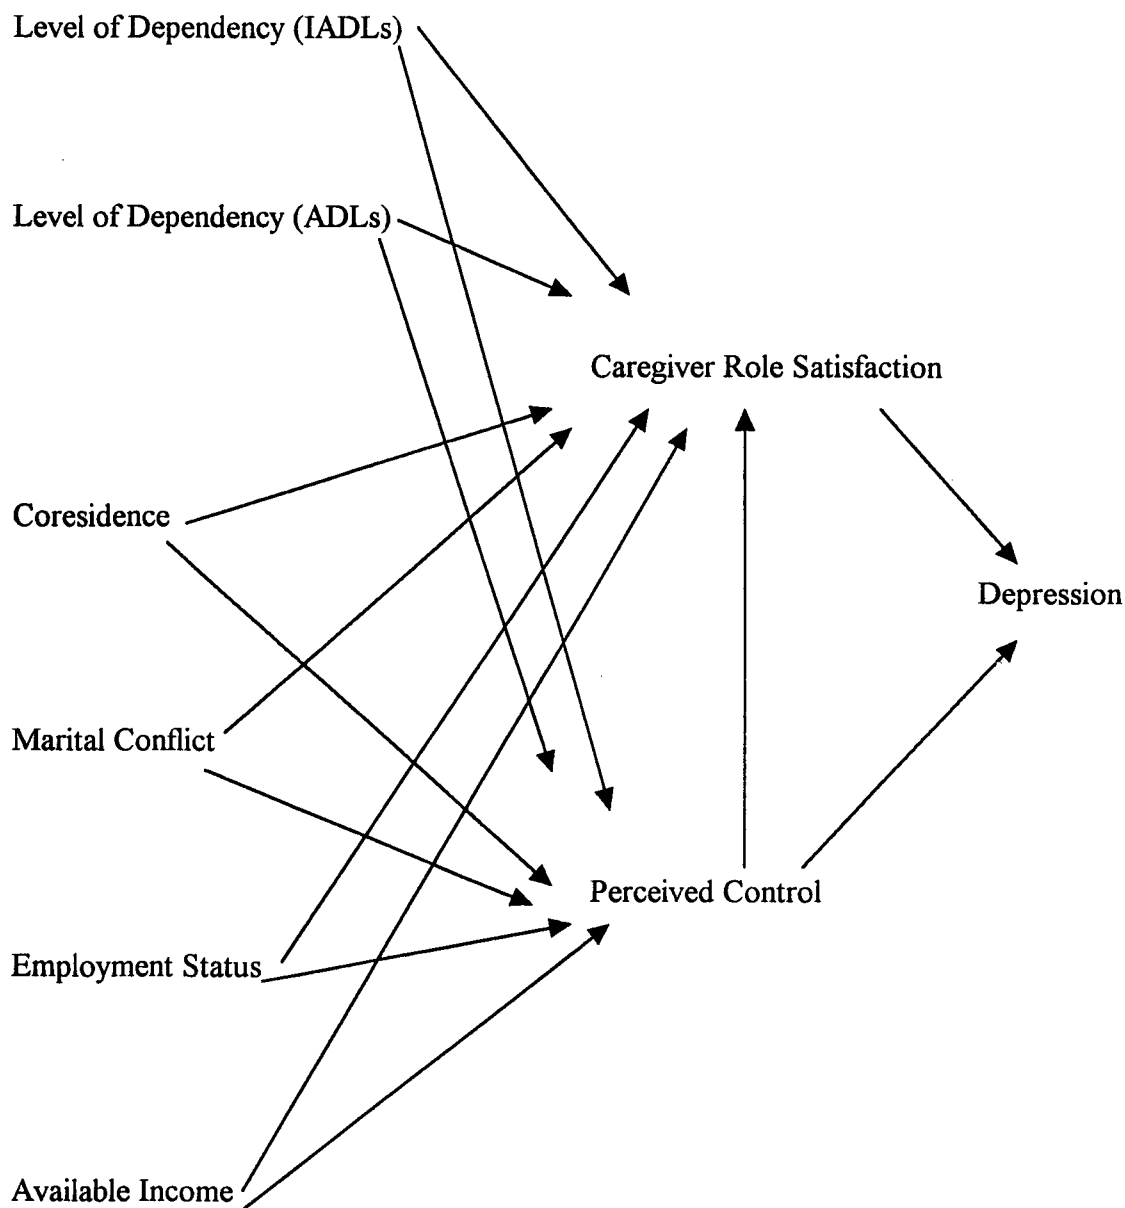 Level of Dependency (IADLs)
Level of Dependency (ADLs)
Caregiver Role Satisfaction
Coresidence
Depression
Marital Conflict
Perceived Control
Employment Status
Available Income